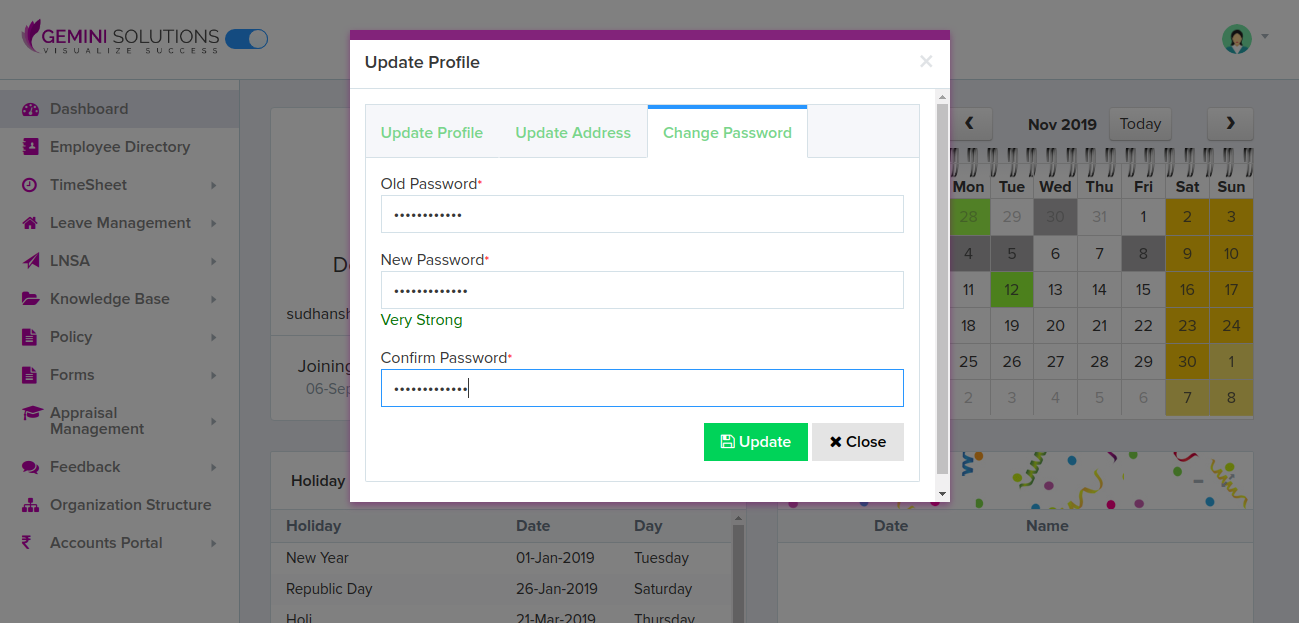 GEMINI SOLUTIONS
VISUALIZE SUCCESS
Dashboard
Employee Directory
TimeSheet
Leave Management
LNSA
Knowledge Base
Policy
Forms
Appraisal
Management
Feedback
Organization Structure
Accounts Portal
Update Profile
×
Update Profile Update Address Change Password
Old Password*
••••••••••••
New Password*
•••••••••••••
Very Strong
Confirm Password*
•••••••••••••
Update Close
sudhansh
Joining
06-Sep
Nov 2019 Today
Mon Tue Wed Thu Fri Sat Sun
28 29 30 31 1 2 3
4 5 6 7 8 9 10
11 12 13 14 15 16 17
18 19 20 21 22 23 24
25 26 27 28 29 30 1
2 3 4 5 6 7 8
Holiday
Holiday Date Day
New Year 01-Jan-2019 Tuesday
Republic Day 26-Jan-2019 Saturday
Holi 21-Mar-2019 Thursday
Date Name